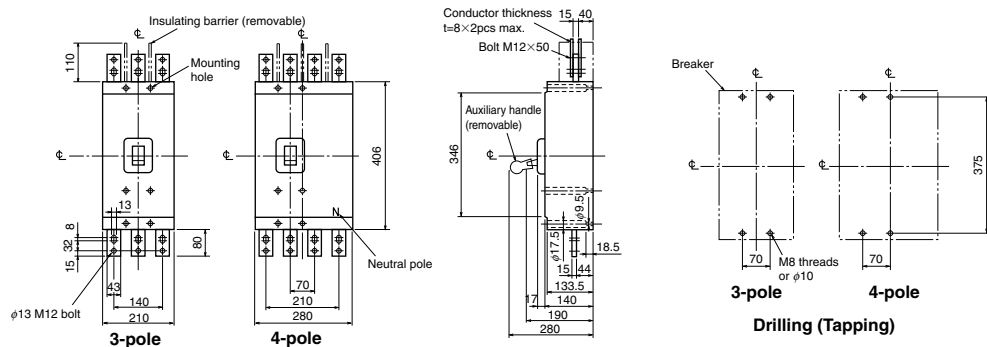 Insulating barrier (removable)
℄
℄
110
Mounting
hole
℄
406
13
8
32
15
N
80
Neutral pole
43
70
φ13 M12 bolt
140
210
210
280
3-pole
4-pole
Conductor thickness
t=8×2pcs max.
15
40
Bolt M12×50
Auxiliary handle
(removable)
346
℄
φ9.5
φ17.5
18.5
15
44
133.5
17
140
190
280
Breaker
℄
℄
℄
℄
375
70
70
M8 threads
or φ10
3-pole
4-pole
Drilling (Tapping)